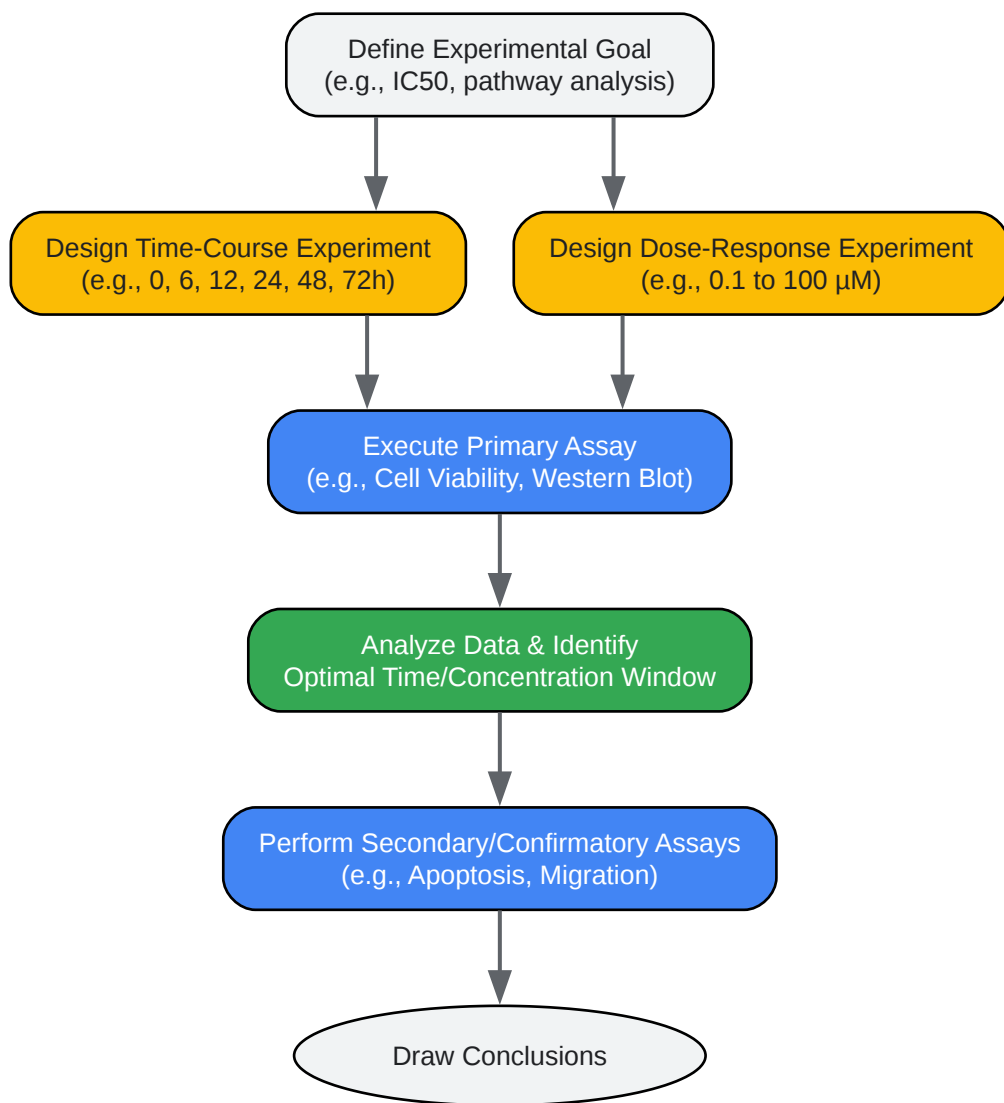 Define Experimental Goal
(e.g., IC50, pathway analysis)
Design Time-Course Experiment
(e.g., 0, 6, 12, 24, 48, 72h)
Design Dose-Response Experiment
(e.g., 0.1 to 100 µM)
Execute Primary Assay
(e.g., Cell Viability, Western Blot)
Analyze Data & Identify
Optimal Time/Concentration Window
Perform Secondary/Confirmatory Assays
(e.g., Apoptosis, Migration)
Draw Conclusions